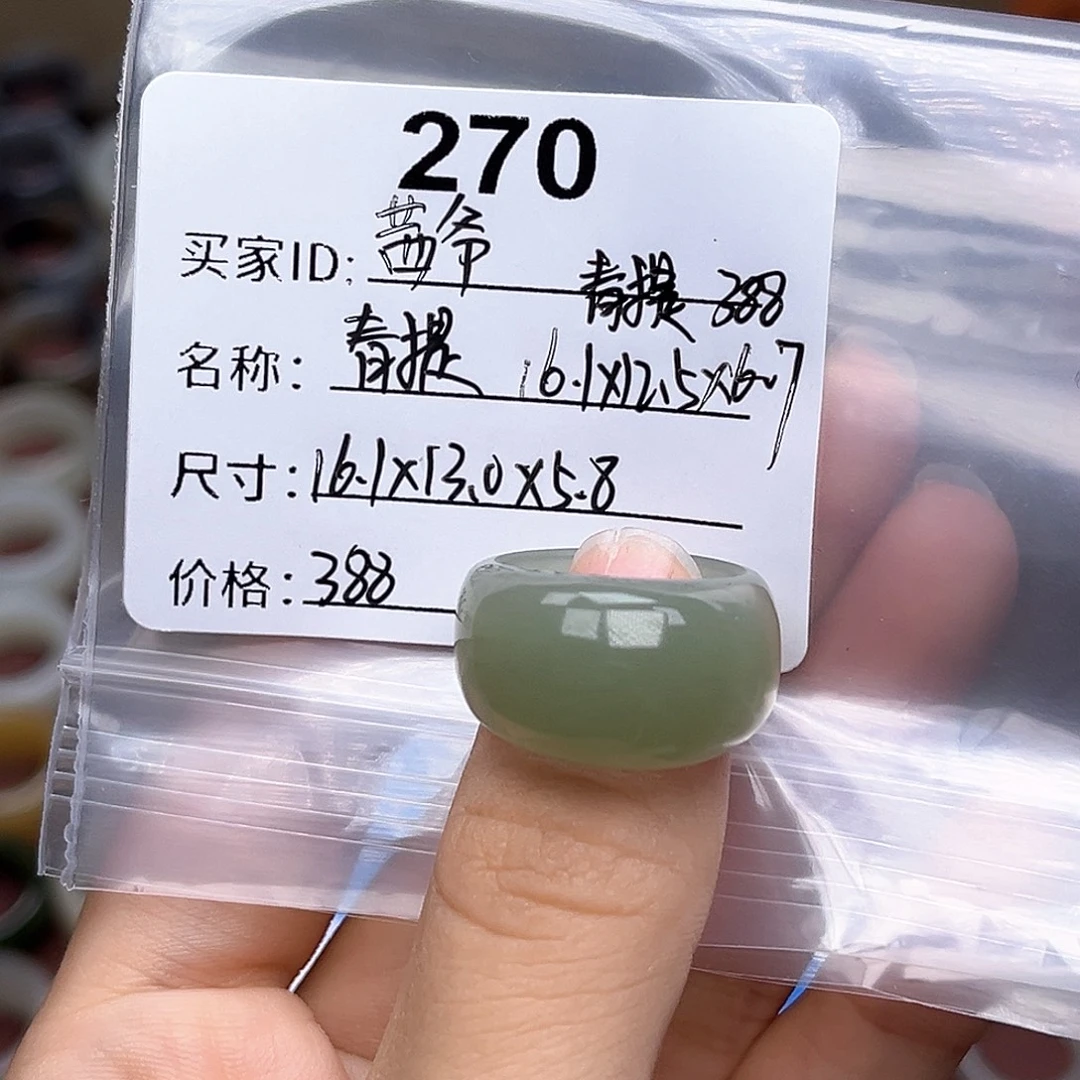 270
买家ID: 茜爷
青提 388
名称: 青提 16.1x12.5x6.7
尺寸: 16.1x13.0x5.8
价格: 388